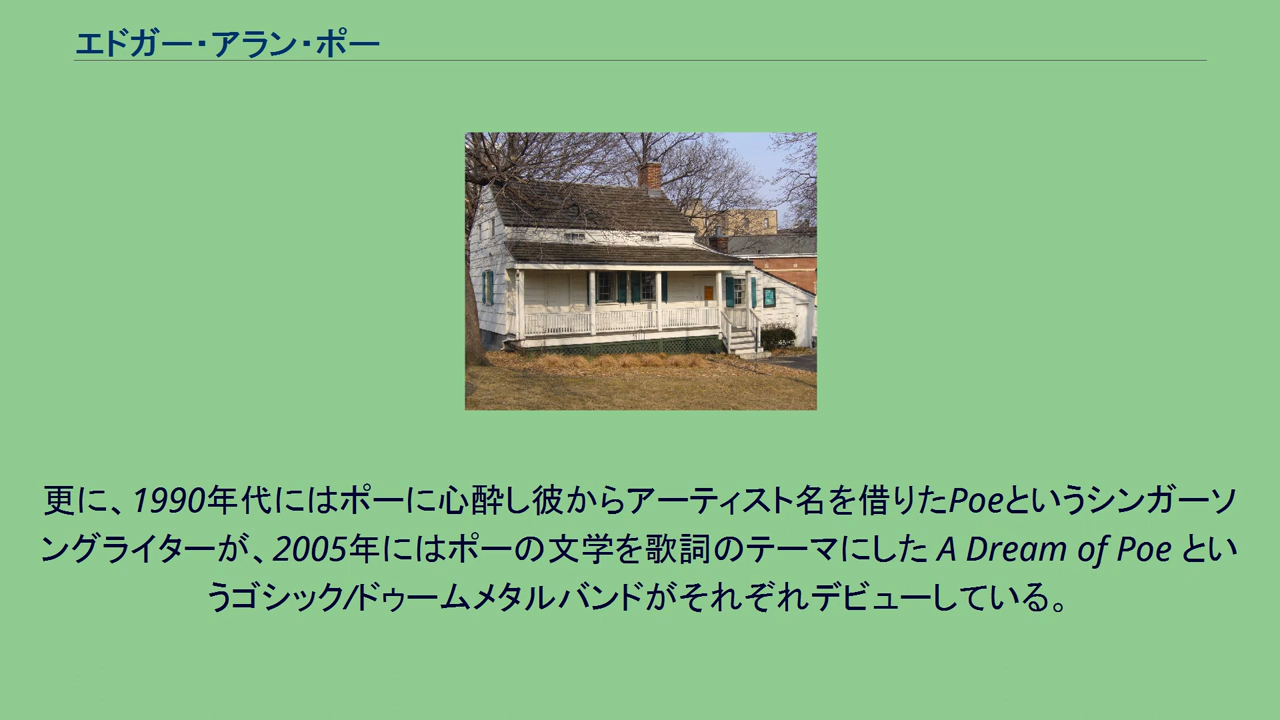 エドガー・アラン・ポー
更に、1990年代にはポーに心酔し彼からアーティスト名を借りたPoeというシンガーソ
ングライターが、2005年にはポーの文学を歌詞のテーマにした A Dream of Poe とい
うゴシック/ドゥームメタルバンドがそれぞれデビューしている。